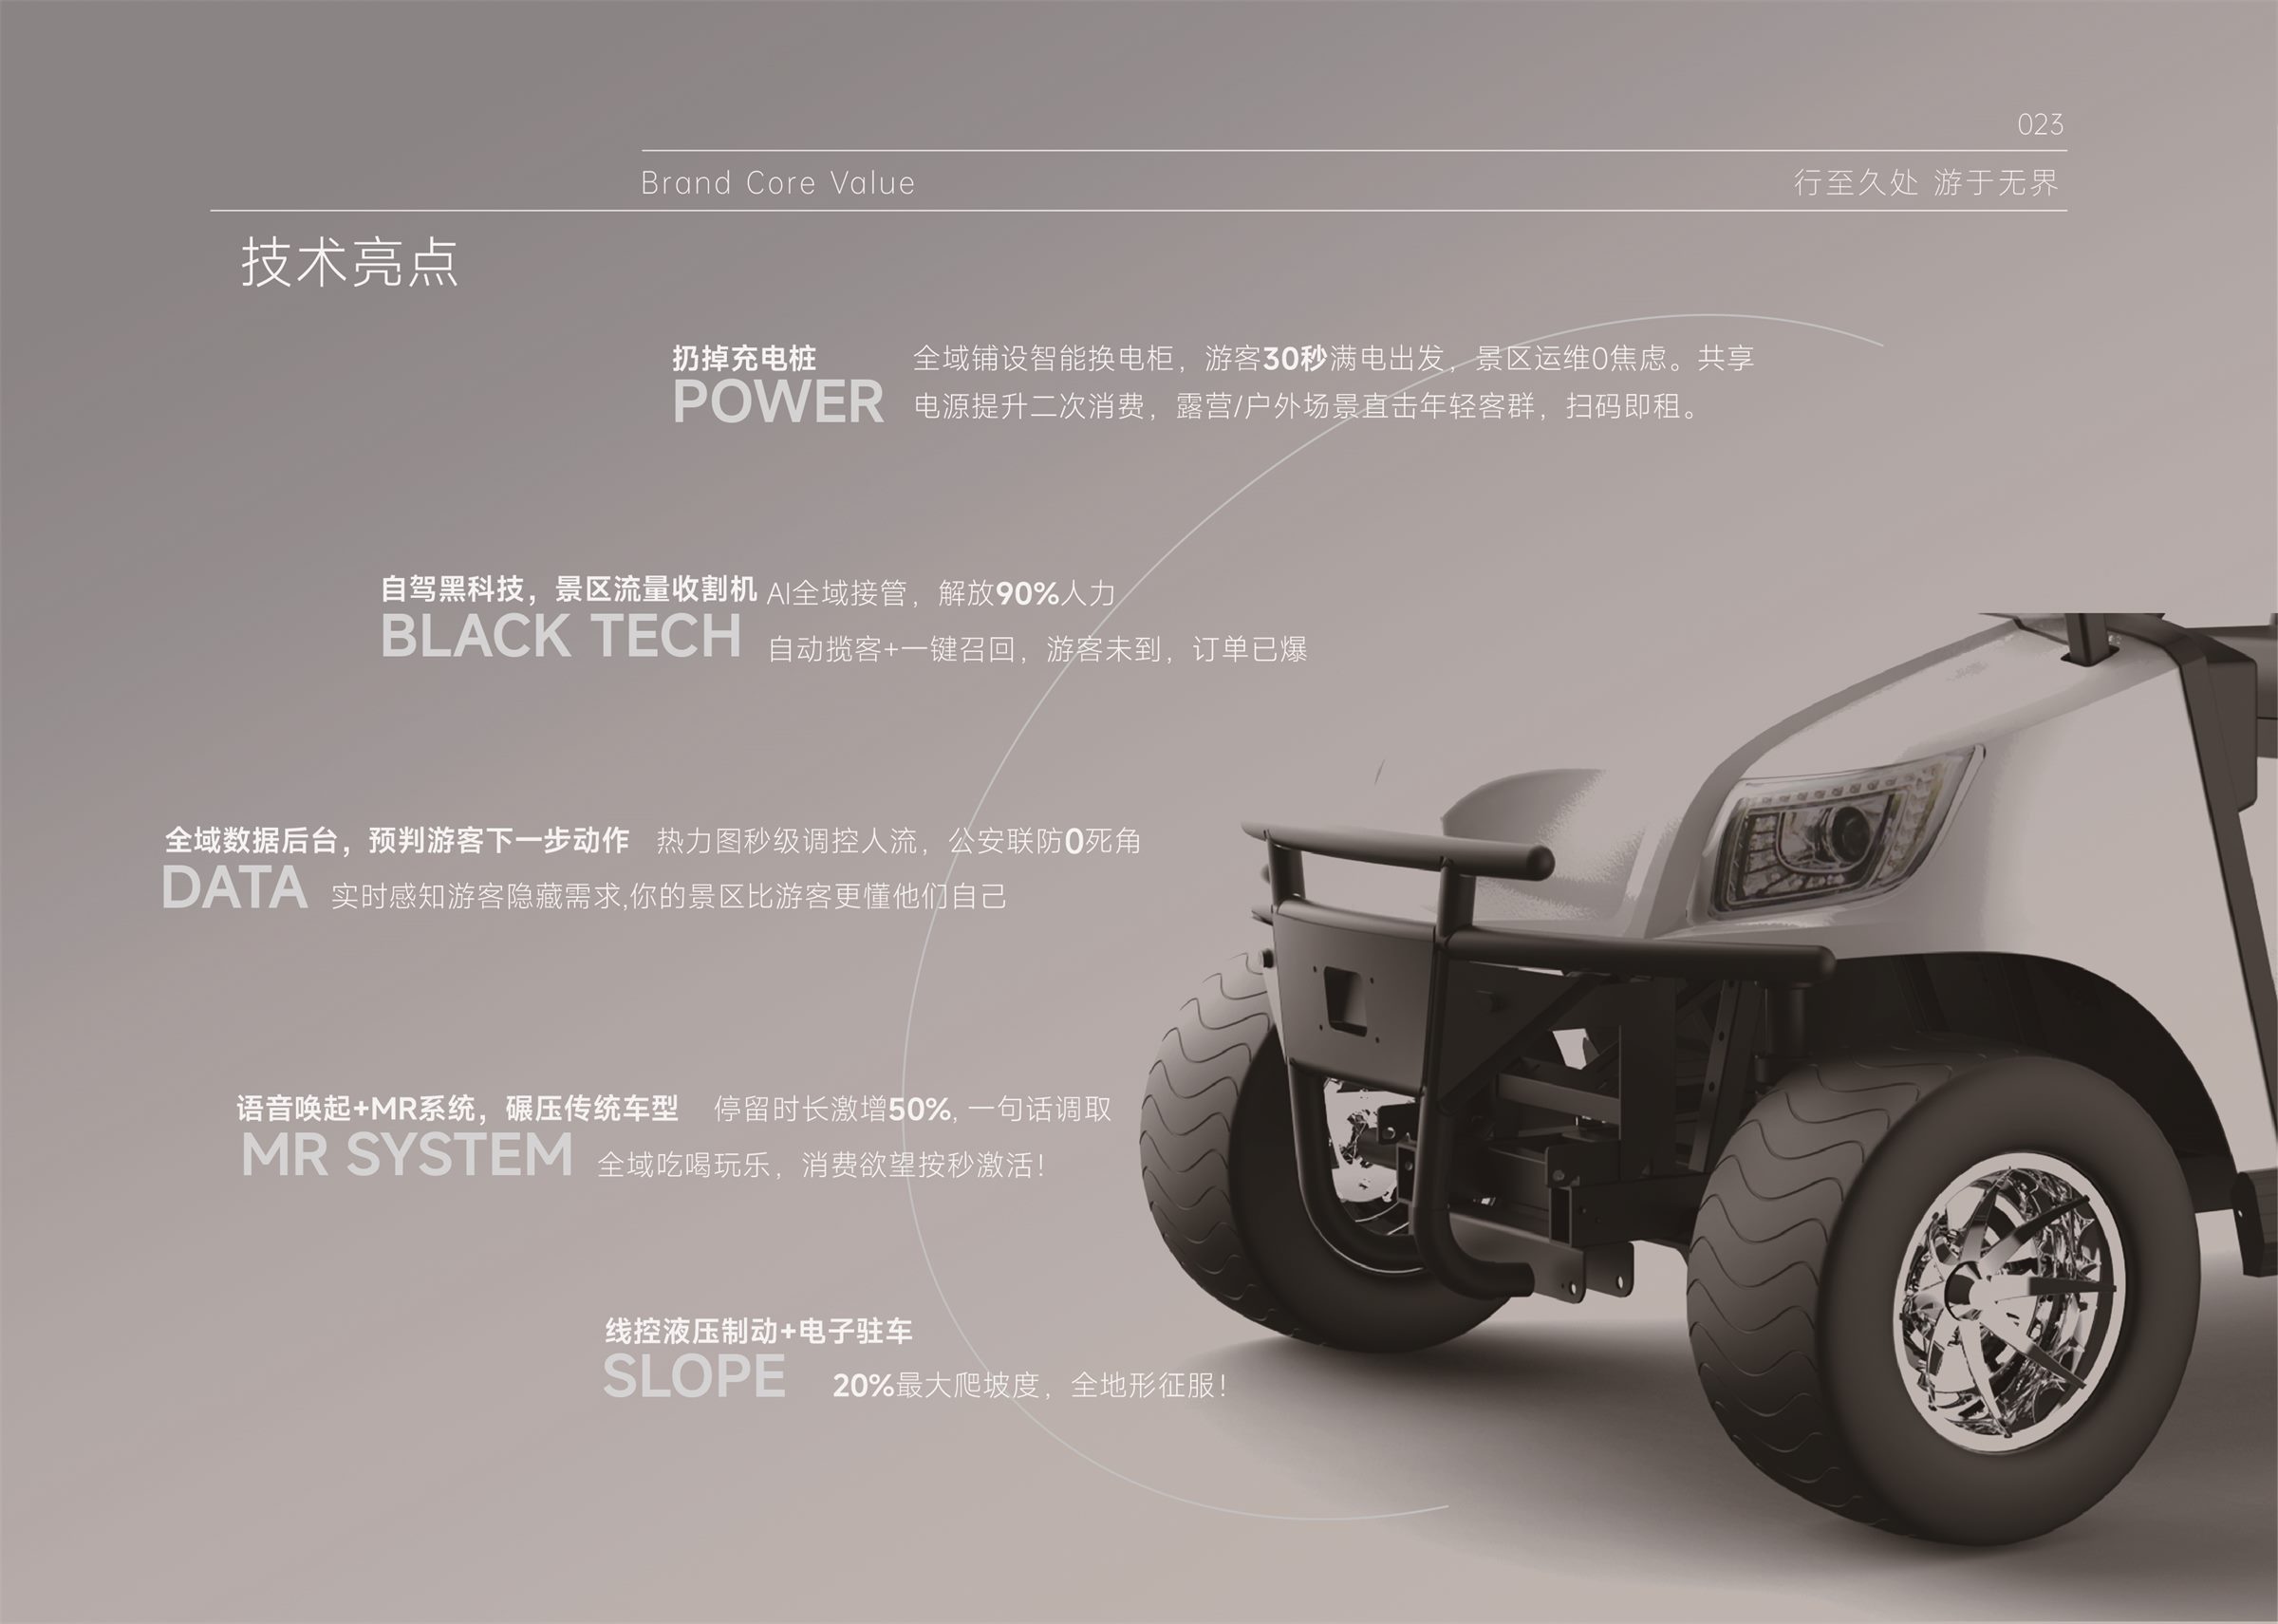 023
Brand Core Value
行至久处 游于无界
技术亮点
扔掉充电桩
POWER
全域铺设智能换电柜，游客30秒满电出发，景区运维0焦虑。共享
电源提升二次消费，露营/户外场景直击年轻客群，扫码即租。
自驾黑科技，景区流量收割机
BLACK TECH
AI全域接管，解放90%人力
自动揽客+一键召回，游客未到，订单已爆
全域数据后台，预判游客下一步动作
DATA
热力图秒级调控人流，公安联防0死角
实时感知游客隐藏需求,你的景区比游客更懂他们自己
语音唤起+MR系统，碾压传统车型
MR SYSTEM
停留时长激增50%, 一句话调取
全域吃喝玩乐，消费欲望按秒激活！
线控液压制动+电子驻车
SLOPE
20%最大爬坡度，全地形征服！